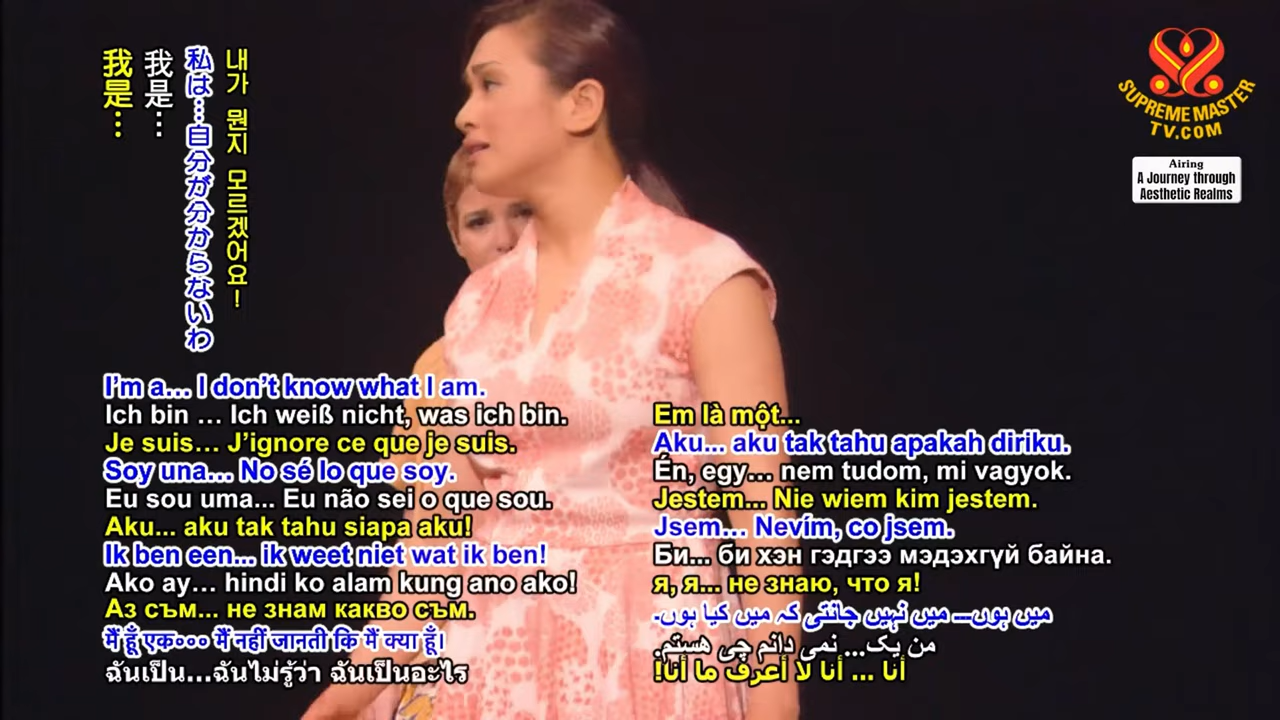 내가 뭔지 모르겠어요!
私は…自分が分からないわ
我是…
我是…
SUPREME MASTER
TV.COM
Airing
A Journey through
Aesthetic Realms
I'm a… I don't know what I am.
Ich bin … Ich weiß nicht, was ich bin.
Je suis… J'ignore ce que je suis.
Soy una... No sé lo que soy.
Eu sou uma... Eu não sei o que sou.
Aku... aku tak tahu siapa aku!
Ik ben een... ik weet niet wat ik ben!
Ako ay… hindi ko alam kung ano ako!
Аз съм... не знам какво съм.
मैं हूँ एक००० मैं नहीं जानती कि मैं क्या हूँ।
ฉันเป็น...ฉันไม่รู้ว่า ฉันเป็นอะไร
Em là một...
Aku... aku tak tahu apakah diriku.
Én, egy... nem tudom, mi vagyok.
Jestem... Nie wiem kim jestem.
Jsem… Nevím, co jsem.
Би... би хэн гэдгээ мэдэхгүй байна.
я, я... не знаю, что я!
میں ہوں۔۔۔ میں نہیں جانتی کہ میں کیا ہوں۔
من یک... نمی دانم چی هستم.
أنا ... أنا لا أعرف ما أنا!